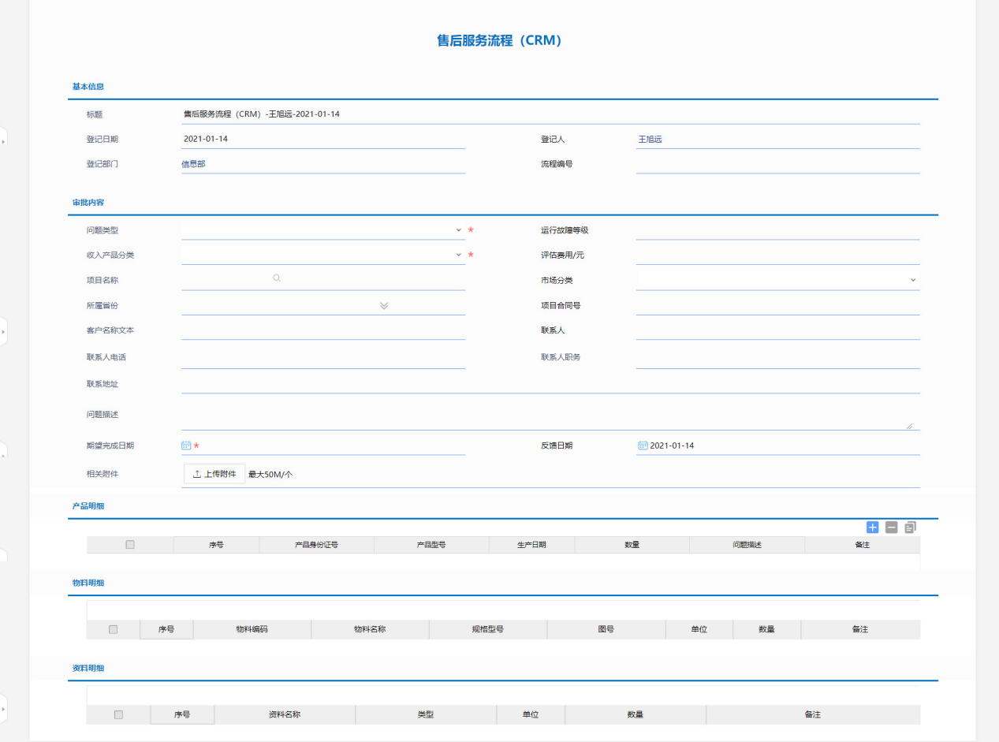 售后服务流程（CRM）
基本信息
标题 售后服务流程（CRM）-王旭远-2021-01-14
登记日期 2021-01-14 登记人 王旭远
登记部门 信息部 流程编号
审批内容
问题类型 * 运行故障等级
收入产品分类 * 评估费用/元
项目名称 市场分类
所属省份 项目合同号
客户名称文本 联系人
联系人电话 联系人职务
联系地址
问题描述
期望完成日期 * 反馈日期 2021-01-14
相关附件 上传附件 最大50M/个
产品明细
序号 产品身份证号 产品型号 生产日期 数量 问题描述 备注
物料明细
序号 物料编码 物料名称 规格型号 图号 单位 数量 备注
资料明细
序号 资料名称 类型 单位 数量 备注